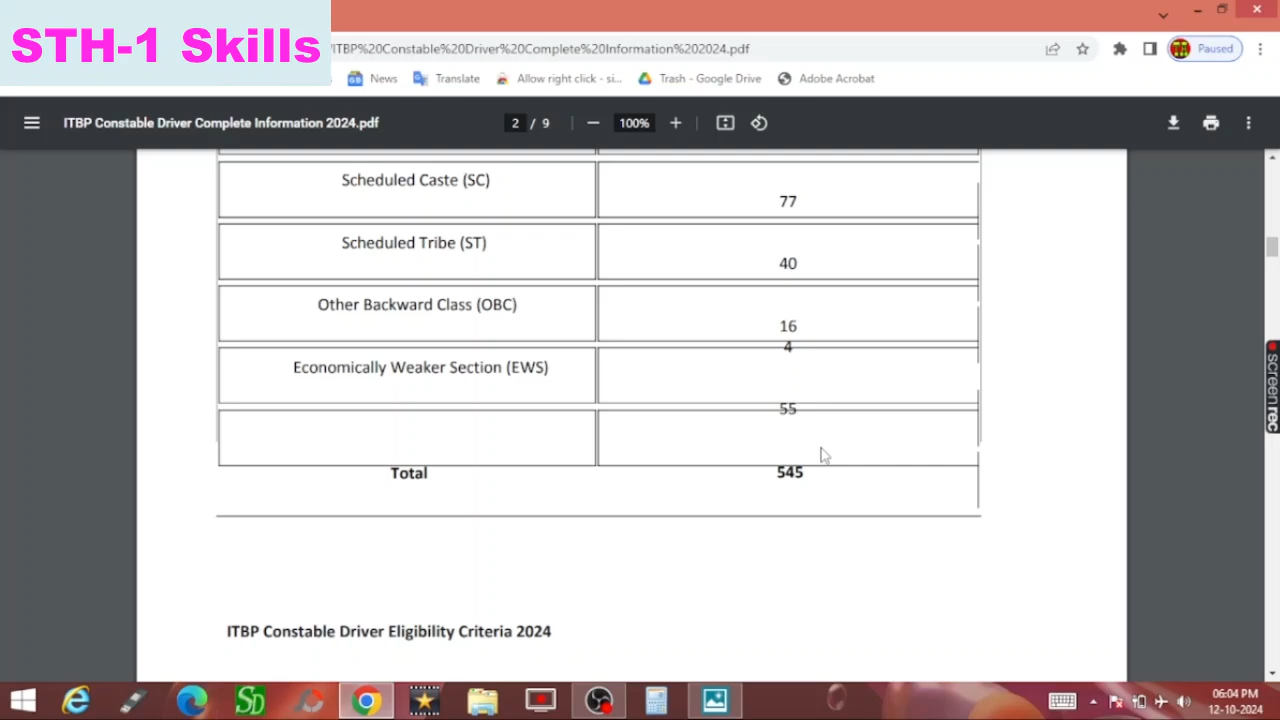 STH-1 Skills
ITBP%20Constable%20Driver%20Complete%20Information%202024.pdf
Paused
News
Translate
Allow right click - si...
Trash - Google Drive
Adobe Acrobat
ITBP Constable Driver Complete Information 2024.pdf
2 / 9
100%
Scheduled Caste (SC)
77
Scheduled Tribe (ST)
40
Other Backward Class (OBC)
16
4
Economically Weaker Section (EWS)
55
Total
545
ITBP Constable Driver Eligibility Criteria 2024
screenrec
SD
06:04 PM
12-10-2024